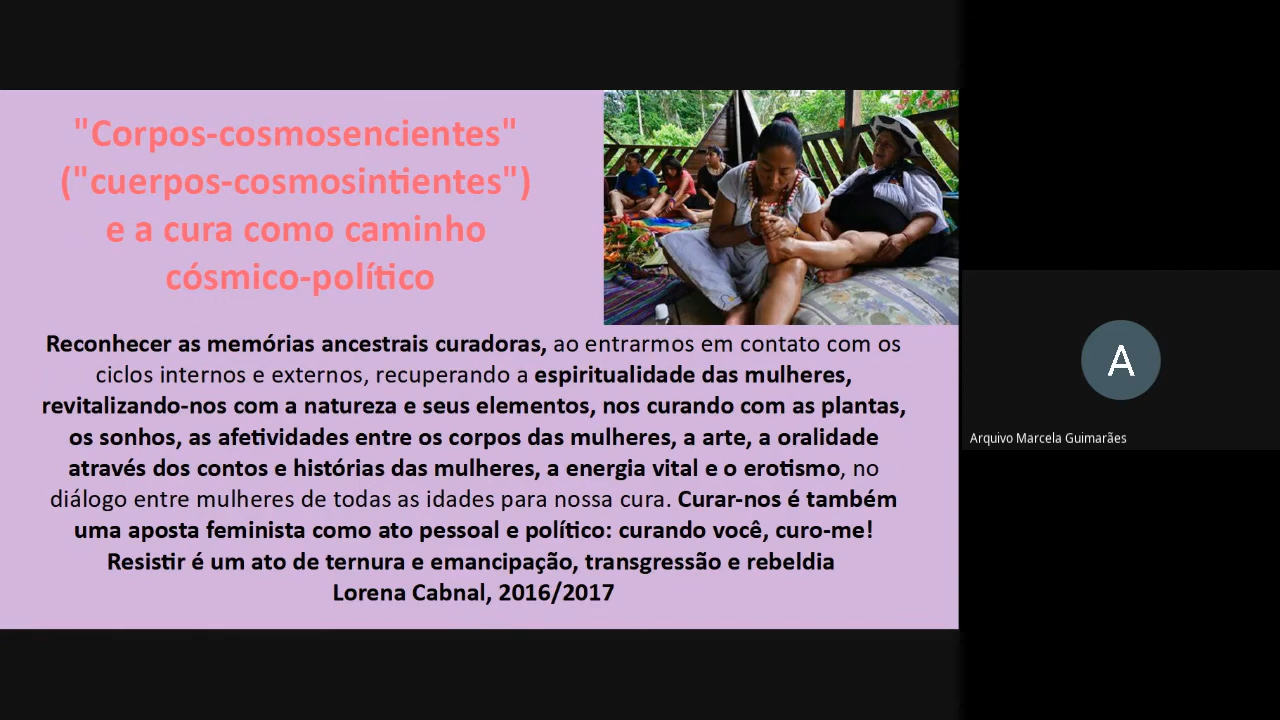 "Corpos-cosmosencientes"
("cuerpos-cosmosintientes")
e a cura como caminho
cósmico-político
Reconhecer as memórias ancestrais curadoras, ao entrarmos em contato com os
ciclos internos e externos, recuperando a espiritualidade das mulheres,
revitalizando-nos com a natureza e seus elementos, nos curando com as plantas,
os sonhos, as afetividades entre os corpos das mulheres, a arte, a oralidade
através dos contos e histórias das mulheres, a energia vital e o erotismo, no
diálogo entre mulheres de todas as idades para nossa cura. Curar-nos é também
uma aposta feminista como ato pessoal e político: curando você, curo-me!
Resistir é um ato de ternura e emancipação, transgressão e rebeldia
Lorena Cabnal, 2016/2017
A
Arquivo Marcela Guimarães